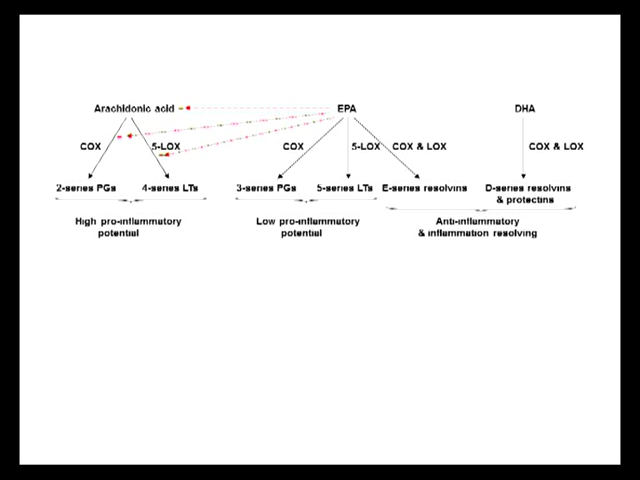 Arachidonic acid EPA DHA
COX 5-LOX COX 5-LOX COX & LOX COX & LOX
2-series PGs 4-series LTs 3-series PGs 5-series LTs E-series resolvins D-series resolvins
& protectins
High pro-inflammatory Low pro-inflammatory Anti-inflammatory
potential potential & inflammation resolving